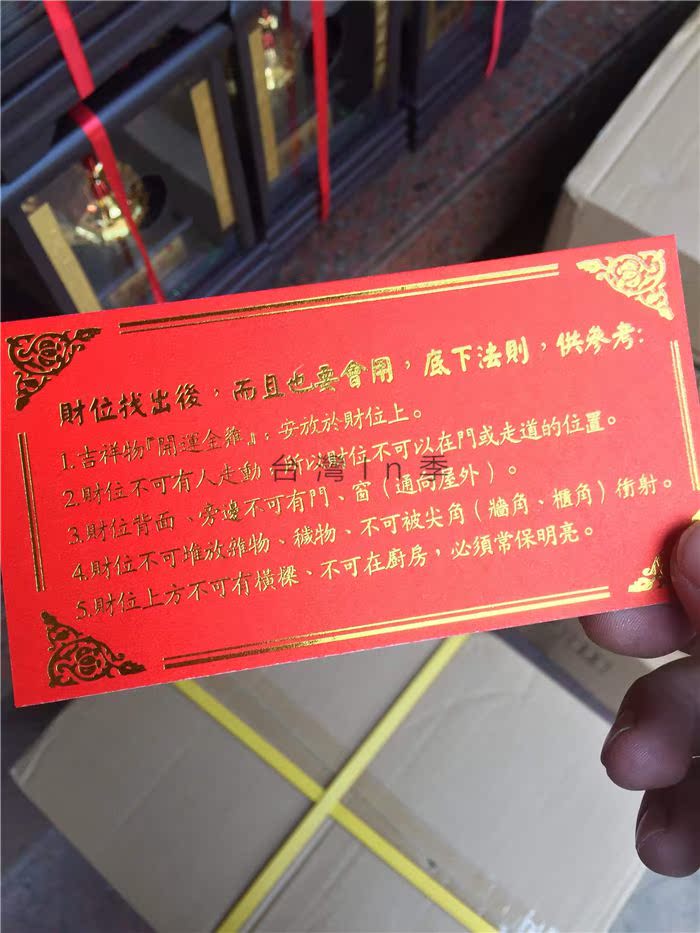 財位找出後，而且也要會用，底下法則，供參考：
1.吉祥物『開運金雞』；安放於財位上。
2.財位不可有人走動，所以財位不可以在門或走道的位置。
3.財位背面、旁邊不可有門、窗（通向屋外）。
4.財位不可堆放雜物、穢物、不可被尖角（牆角、櫃角）衝射。
5.財位上方不可有橫樑、不可在廚房，必須常保明亮。
台灣In季